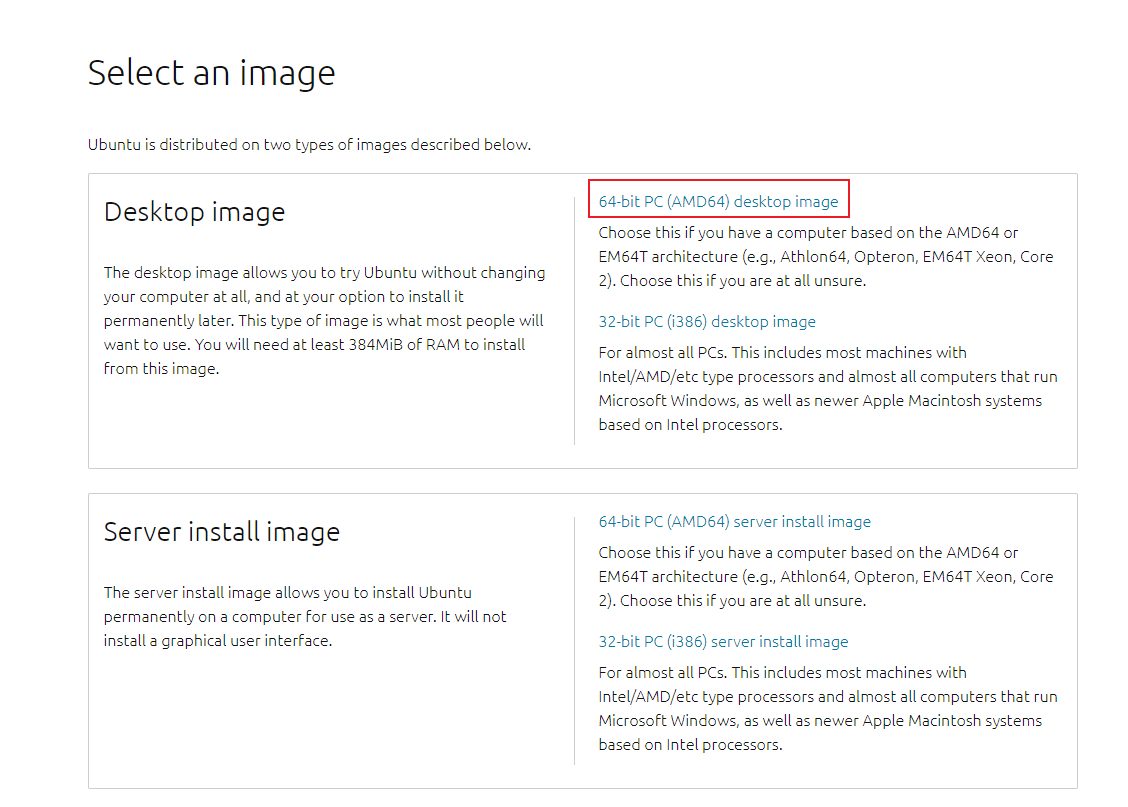 Select an image
Ubuntu is distributed on two types of images described below.
Desktop image
The desktop image allows you to try Ubuntu without changing
your computer at all, and at your option to install it
permanently later. This type of image is what most people will
want to use. You will need at least 384MiB of RAM to install
from this image.
64-bit PC (AMD64) desktop image
Choose this if you have a computer based on the AMD64 or
EM64T architecture (e.g., Athlon64, Opteron, EM64T Xeon, Core
2). Choose this if you are at all unsure.
32-bit PC (i386) desktop image
For almost all PCs. This includes most machines with
Intel/AMD/etc type processors and almost all computers that run
Microsoft Windows, as well as newer Apple Macintosh systems
based on Intel processors.
Server install image
The server install image allows you to install Ubuntu
permanently on a computer for use as a server. It will not
install a graphical user interface.
64-bit PC (AMD64) server install image
Choose this if you have a computer based on the AMD64 or
EM64T architecture (e.g., Athlon64, Opteron, EM64T Xeon, Core
2). Choose this if you are at all unsure.
32-bit PC (i386) server install image
For almost all PCs. This includes most machines with
Intel/AMD/etc type processors and almost all computers that run
Microsoft Windows, as well as newer Apple Macintosh systems
based on Intel processors.